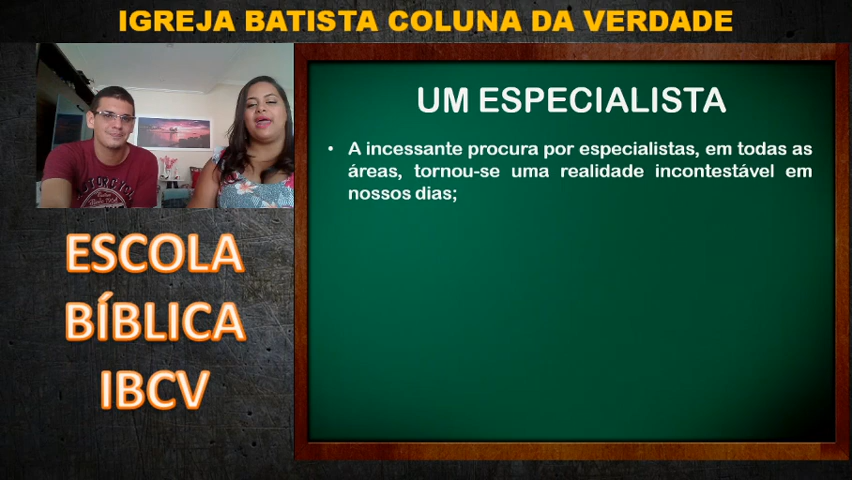 IGREJA BATISTA COLUNA DA VERDADE
UM ESPECIALISTA
• A incessante procura por especialistas, em todas as
áreas, tornou-se uma realidade incontestável em
nossos dias;
ESCOLA
BÍBLICA
IBCV